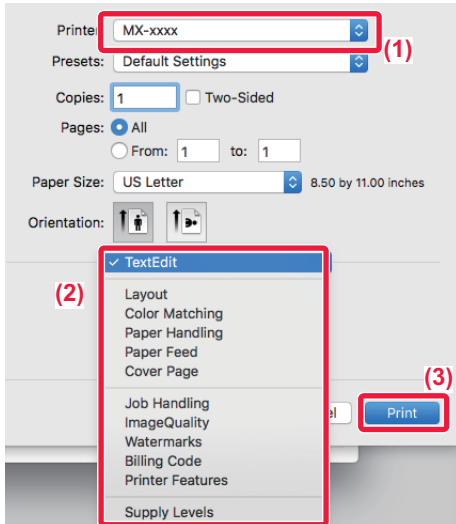 Printer: MX-xxxx
(1)
Presets: Default Settings
Copies: 1 Two-Sided
Pages: All
From: 1 to: 1
Paper Size: US Letter 8.50 by 11.00 inches
Orientation:
✓ TextEdit
(2)
Layout
Color Matching
Paper Handling
Paper Feed
Cover Page
(3)
Job Handling
ImageQuality
Watermarks
Billing Code
Printer Features
Print
Supply Levels